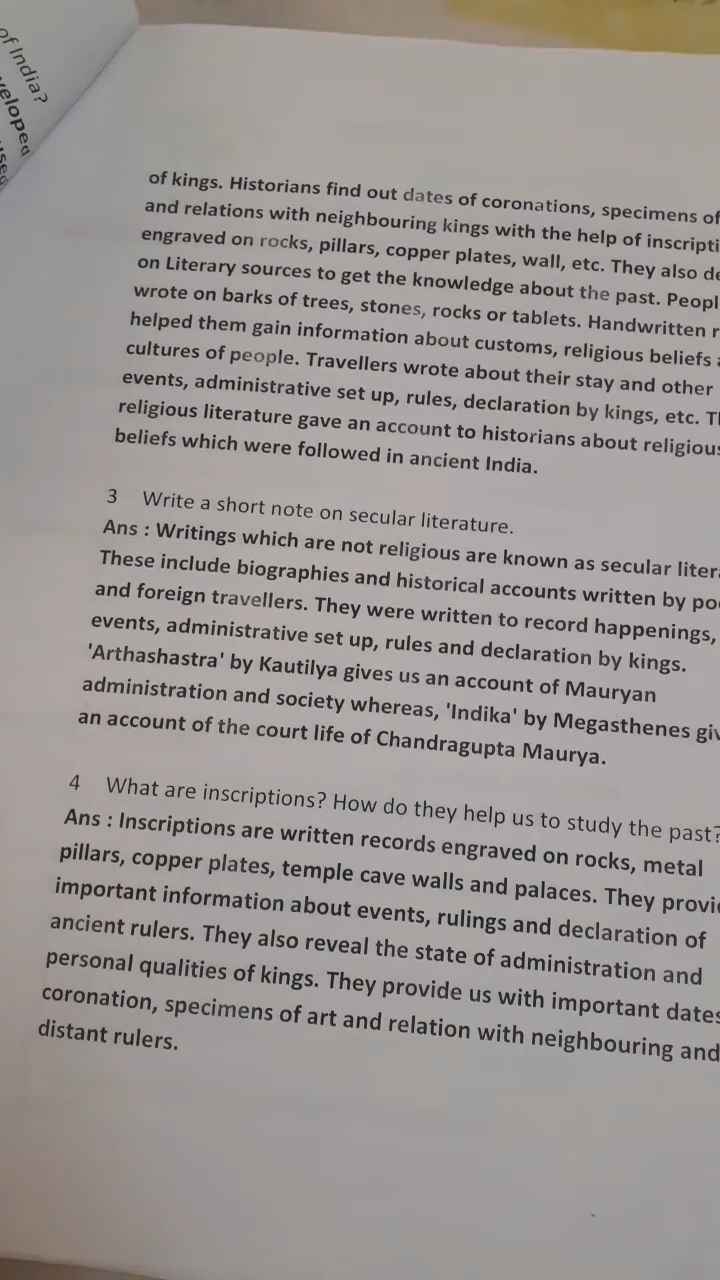 of India?
veloped
used
of kings. Historians find out dates of coronations, specimens of
and relations with neighbouring kings with the help of
engraved on rocks, pillars, copper plates, wall, etc. They also
on Literary sources to get the knowledge about the past.
wrote on barks of trees, stones, rocks or tablets. Handwritten
helped them gain information about customs, religious beliefs
cultures of people. Travellers wrote about their stay and other
events, administrative set up, rules, declaration by kings, etc.
religious literature gave an account to historians about religious
beliefs which were followed in ancient India.
3 Write a short note on secular literature.
Ans : Writings which are not religious are known as secular
These include biographies and historical accounts written by
and foreign travellers. They were written to record happenings,
events, administrative set up, rules and declaration by kings.
'Arthashastra' by Kautilya gives us an account of Mauryan
administration and society whereas, 'Indika' by Megasthenes
an account of the court life of Chandragupta Maurya.
4 What are inscriptions? How do they help us to study the past?
Ans : Inscriptions are written records engraved on rocks, metal
pillars, copper plates, temple cave walls and palaces. They
important information about events, rulings and declaration of
ancient rulers. They also reveal the state of administration and
personal qualities of kings. They provide us with important dates
coronation, specimens of art and relation with neighbouring and
distant rulers.